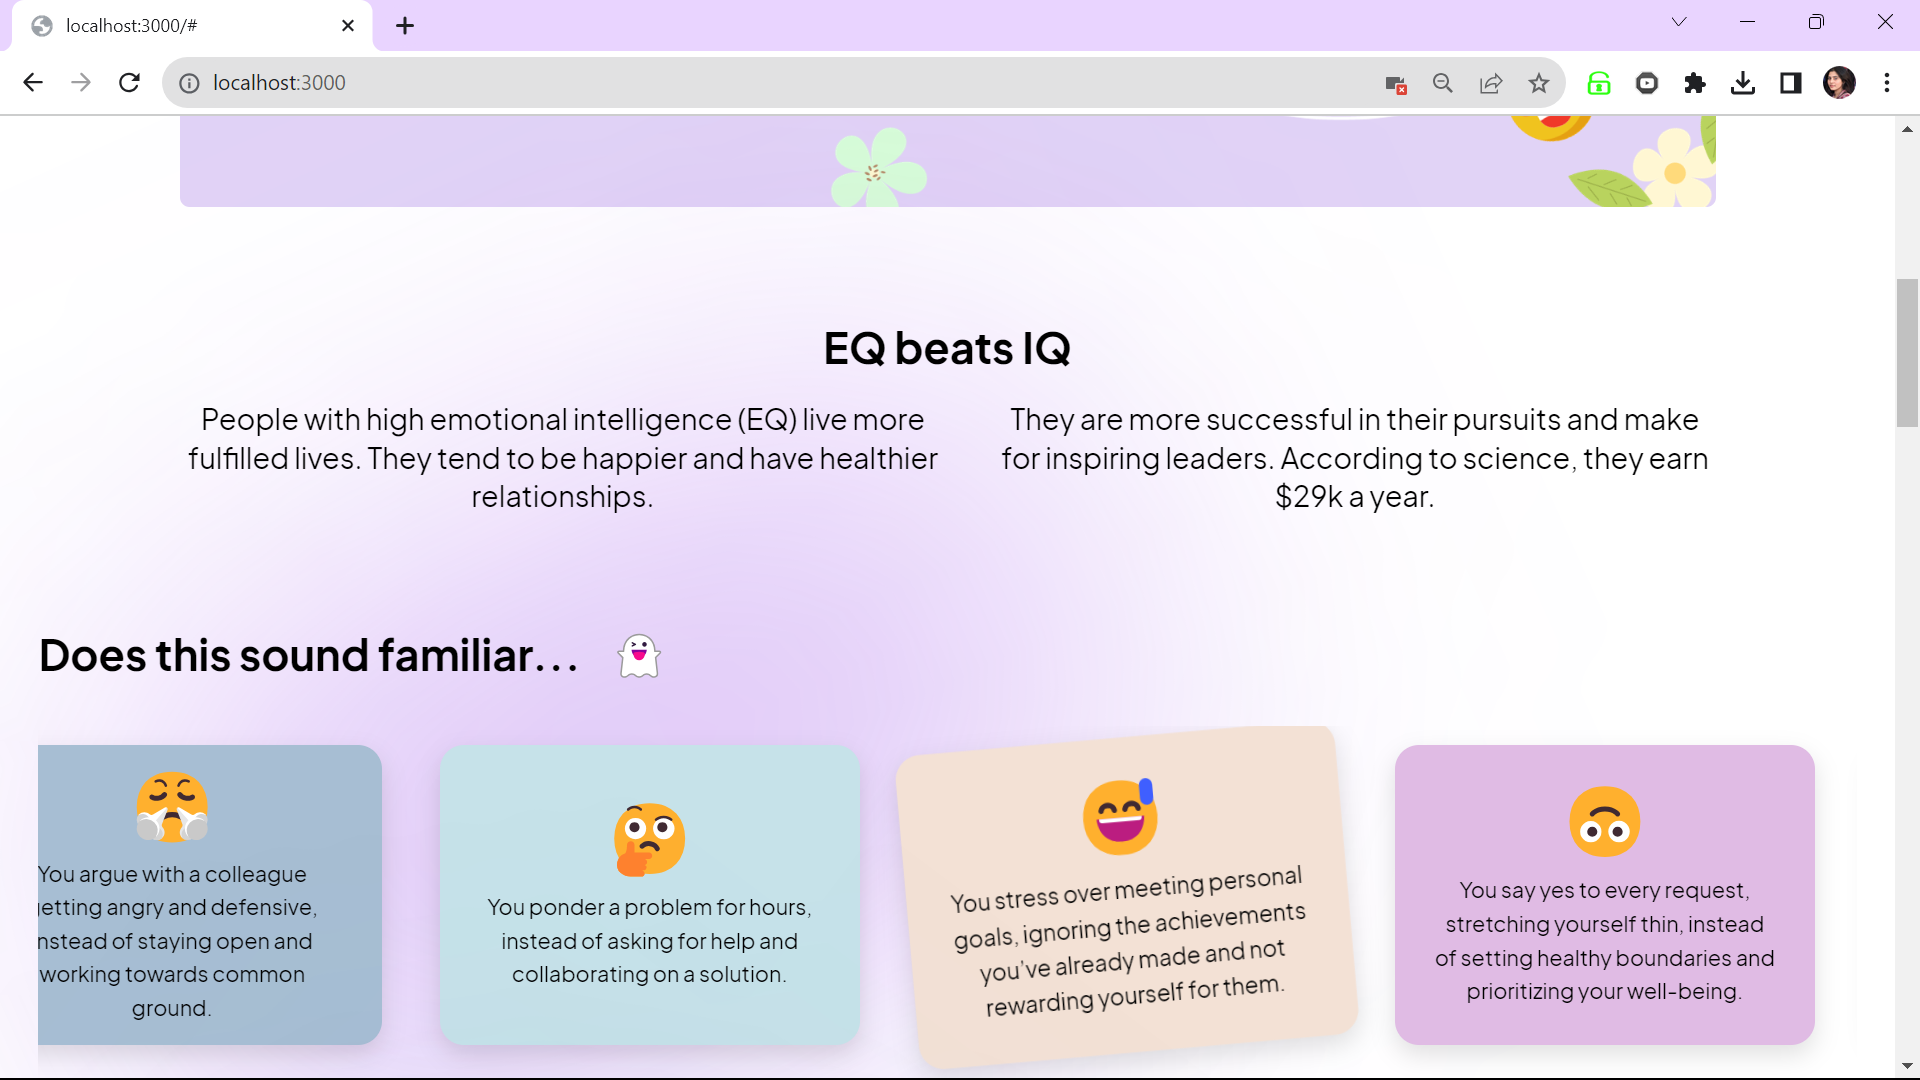 localhost:3000/#
localhost:3000
EQ beats IQ
People with high emotional intelligence (EQ) live more
fulfilled lives. They tend to be happier and have healthier
relationships.
They are more successful in their pursuits and make
for inspiring leaders. According to science, they earn
$29k a year.
Does this sound familiar...
You argue with a colleague
etting angry and defensive,
nstead of staying open and
working towards common
ground.
You ponder a problem for hours,
instead of asking for help and
collaborating on a solution.
You stress over meeting personal
goals, ignoring the achievements
you've already made and not
rewarding yourself for them.
You say yes to every request,
stretching yourself thin, instead
of setting healthy boundaries and
prioritizing your well-being.